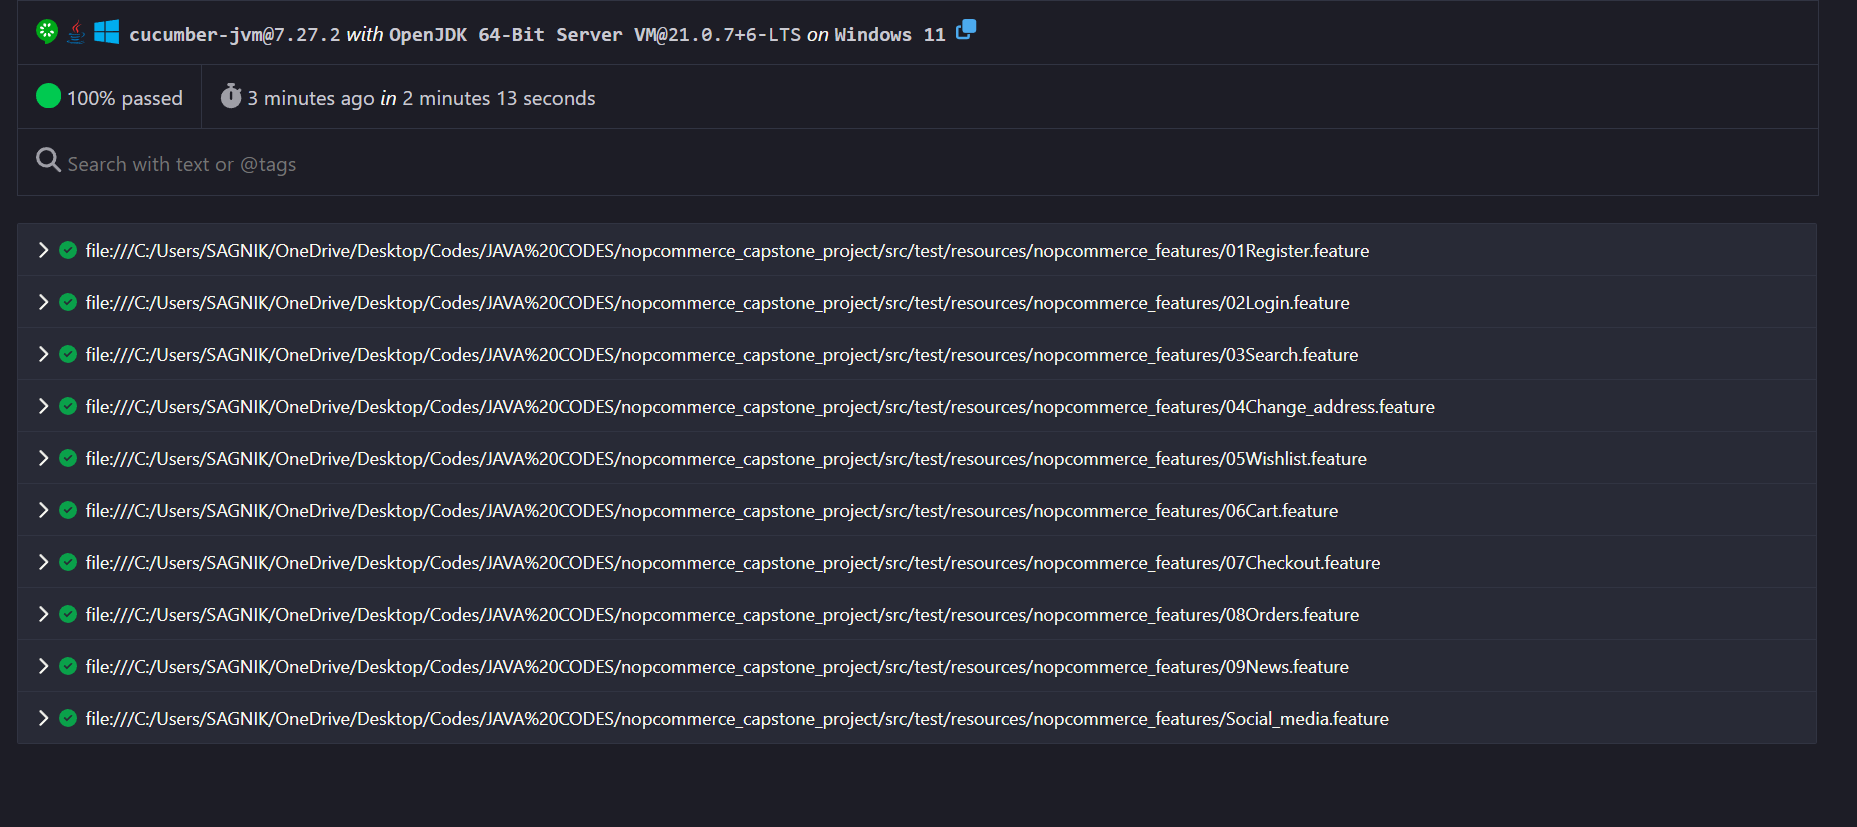 cucumber-jvm@7.27.2 with OpenJDK 64-Bit Server VM@21.0.7+6-LTS on Windows 11
100% passed 3 minutes ago in 2 minutes 13 seconds
Search with text or @tags
file:///C:/Users/SAGNIK/OneDrive/Desktop/Codes/JAVA%20CODES/nopcommerce_capstone_project/src/test/resources/nopcommerce_features/01Register.feature
file:///C:/Users/SAGNIK/OneDrive/Desktop/Codes/JAVA%20CODES/nopcommerce_capstone_project/src/test/resources/nopcommerce_features/02Login.feature
file:///C:/Users/SAGNIK/OneDrive/Desktop/Codes/JAVA%20CODES/nopcommerce_capstone_project/src/test/resources/nopcommerce_features/03Search.feature
file:///C:/Users/SAGNIK/OneDrive/Desktop/Codes/JAVA%20CODES/nopcommerce_capstone_project/src/test/resources/nopcommerce_features/04Change_address.feature
file:///C:/Users/SAGNIK/OneDrive/Desktop/Codes/JAVA%20CODES/nopcommerce_capstone_project/src/test/resources/nopcommerce_features/05Wishlist.feature
file:///C:/Users/SAGNIK/OneDrive/Desktop/Codes/JAVA%20CODES/nopcommerce_capstone_project/src/test/resources/nopcommerce_features/06Cart.feature
file:///C:/Users/SAGNIK/OneDrive/Desktop/Codes/JAVA%20CODES/nopcommerce_capstone_project/src/test/resources/nopcommerce_features/07Checkout.feature
file:///C:/Users/SAGNIK/OneDrive/Desktop/Codes/JAVA%20CODES/nopcommerce_capstone_project/src/test/resources/nopcommerce_features/08Orders.feature
file:///C:/Users/SAGNIK/OneDrive/Desktop/Codes/JAVA%20CODES/nopcommerce_capstone_project/src/test/resources/nopcommerce_features/09News.feature
file:///C:/Users/SAGNIK/OneDrive/Desktop/Codes/JAVA%20CODES/nopcommerce_capstone_project/src/test/resources/nopcommerce_features/Social_media.feature